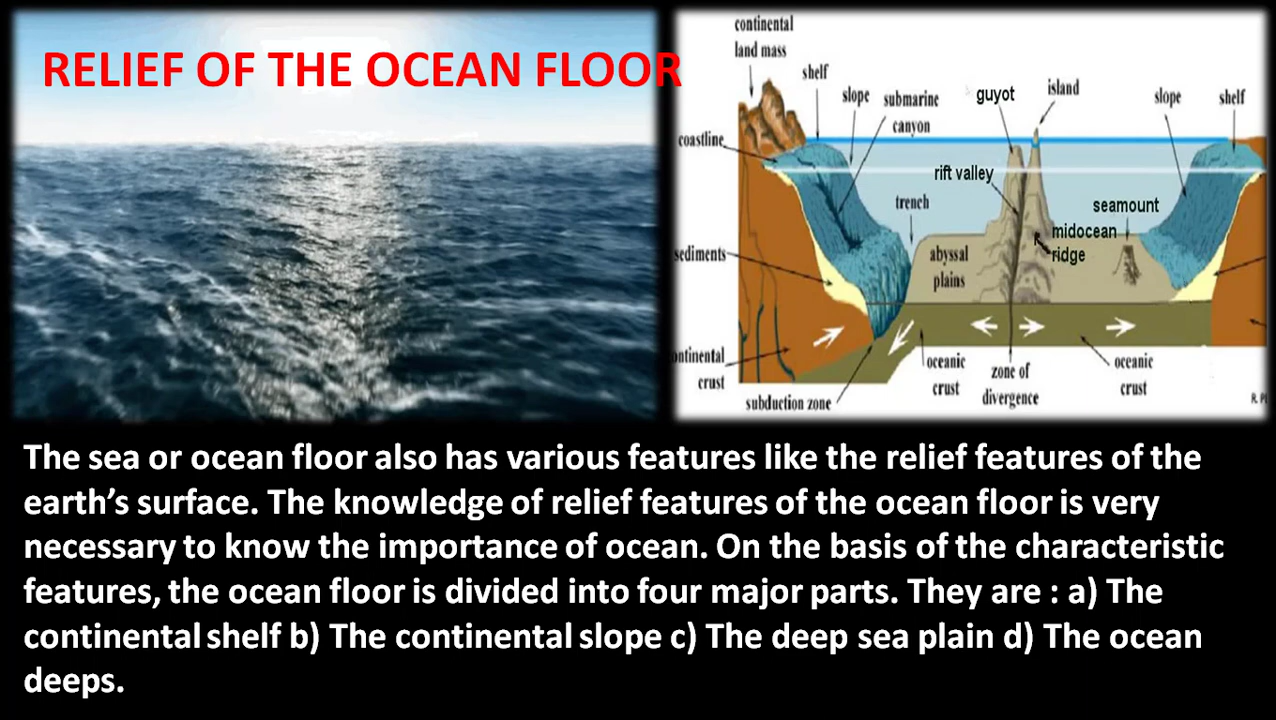 RELIEF OF THE OCEAN FLOOR
continental
land mass
shelf
slope
submarine
canyon
guyot
island
slope
shelf
coastline
rift valley
trench
seamount
midocean
ridge
sediments
abyssal
plains
ontinental
crust
subduction zone
oceanic
crust
zone of
divergence
oceanic
crust
The sea or ocean floor also has various features like the relief features of the
earth’s surface. The knowledge of relief features of the ocean floor is very
necessary to know the importance of ocean. On the basis of the characteristic
features, the ocean floor is divided into four major parts. They are : a) The
continental shelf b) The continental slope c) The deep sea plain d) The ocean
deeps.